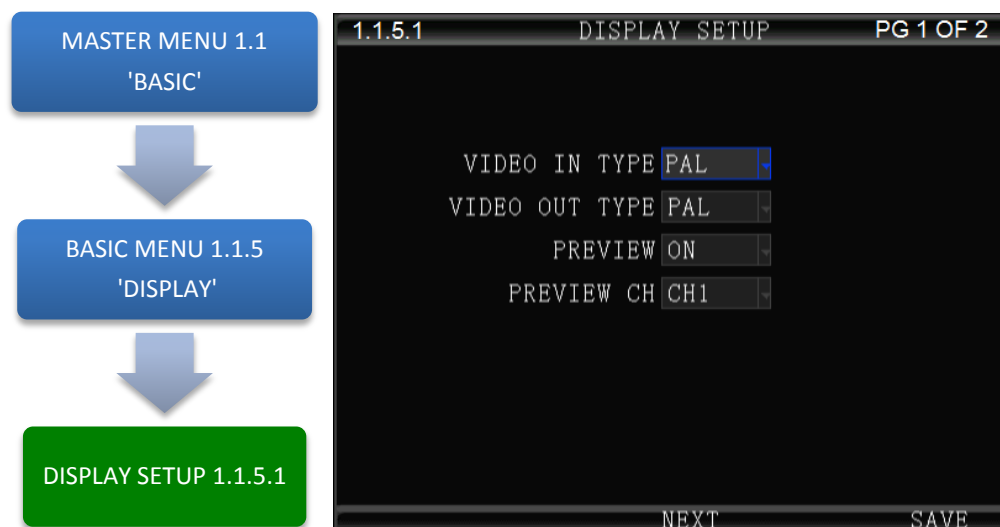 MASTER MENU 1.1
'BASIC'
BASIC MENU 1.1.5
'DISPLAY'
DISPLAY SETUP 1.1.5.1
1.1.5.1 DISPLAY SETUP PG 1 OF 2
VIDEO IN TYPE PAL
VIDEO OUT TYPE PAL
PREVIEW ON
PREVIEW CH CH1
NEXT SAVE